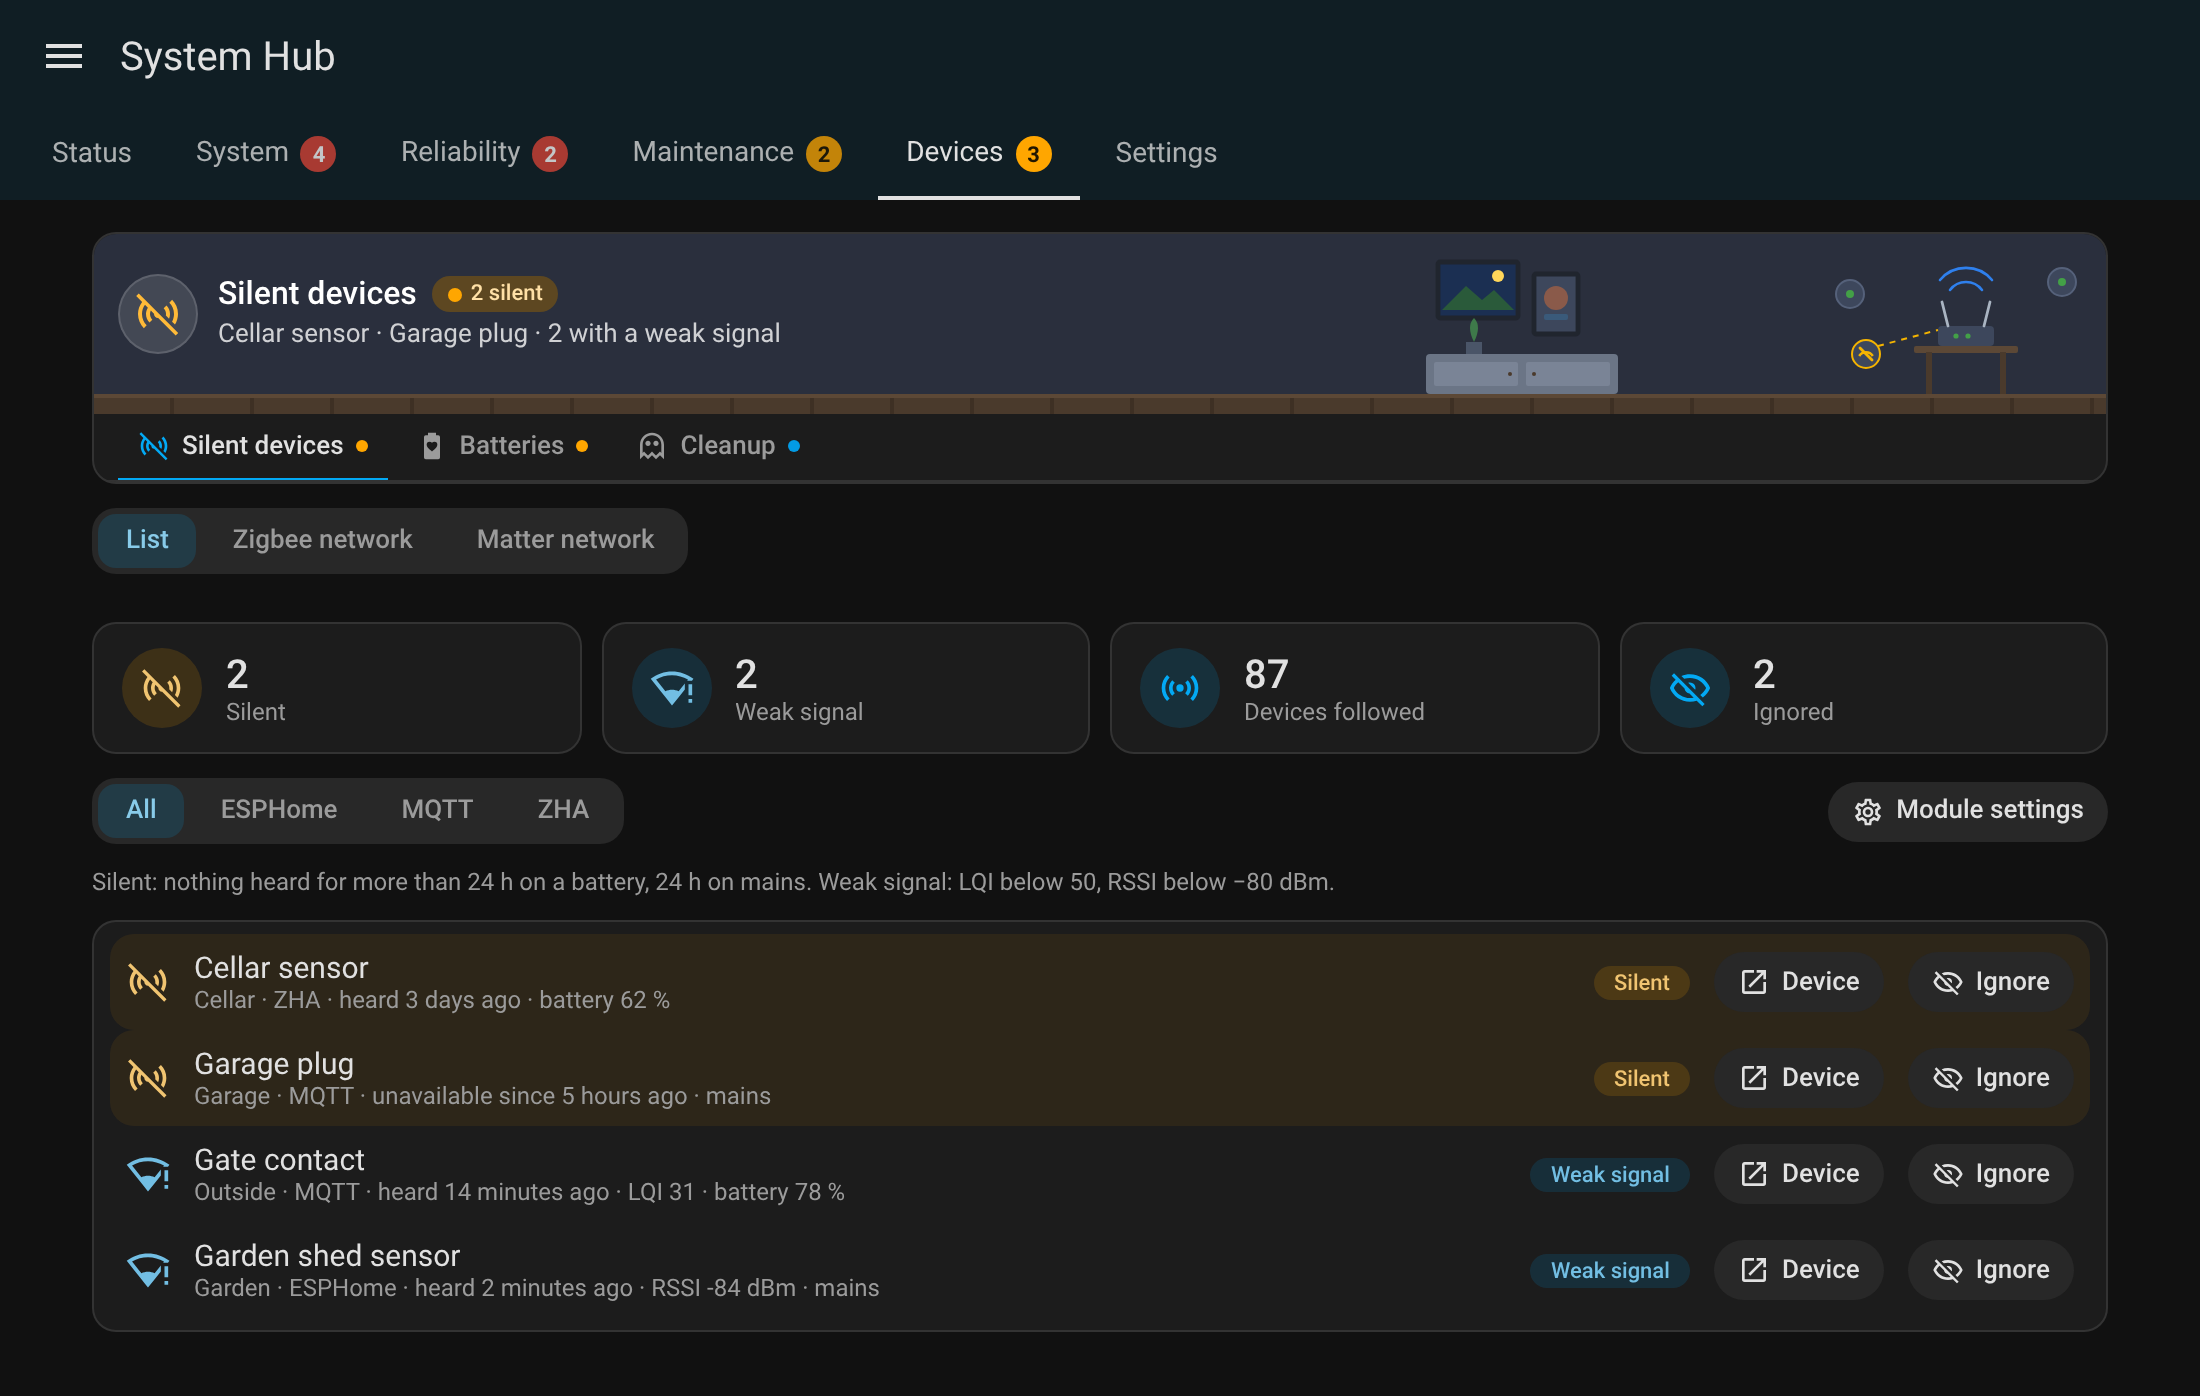 System Hub
Status System 4 Reliability 2 Maintenance 2 Devices 3 Settings
Silent devices 2 silent
Cellar sensor · Garage plug · 2 with a weak signal
Silent devices Batteries Cleanup
List Zigbee network Matter network
2
Silent
2
Weak signal
87
Devices followed
2
Ignored
All ESPHome MQTT ZHA
Module settings
Silent: nothing heard for more than 24 h on a battery, 24 h on mains. Weak signal: LQI below 50, RSSI below −80 dBm.
Cellar sensor
Cellar · ZHA · heard 3 days ago · battery 62 %
Silent Device Ignore
Garage plug
Garage · MQTT · unavailable since 5 hours ago · mains
Silent Device Ignore
Gate contact
Outside · MQTT · heard 14 minutes ago · LQI 31 · battery 78 %
Weak signal Device Ignore
Garden shed sensor
Garden · ESPHome · heard 2 minutes ago · RSSI -84 dBm · mains
Weak signal Device Ignore